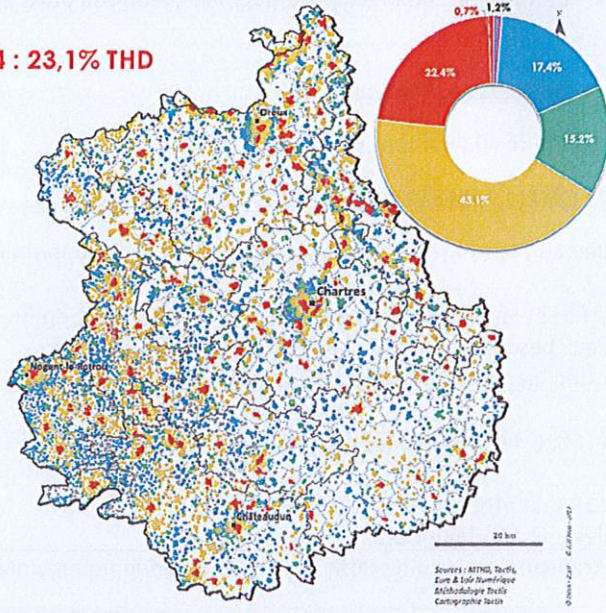 4 : 23,1% THD
0,7%
1,2%
17,4%
22,4%
15,2%
43,1%
Dreux
Chartres
Nogent-le-Rotrou
Châteaudun
20 km
Sources : MTHD, Tactis,
Eure & Loir Numérique
Méthodologie Tactis
Cartographie Tactis